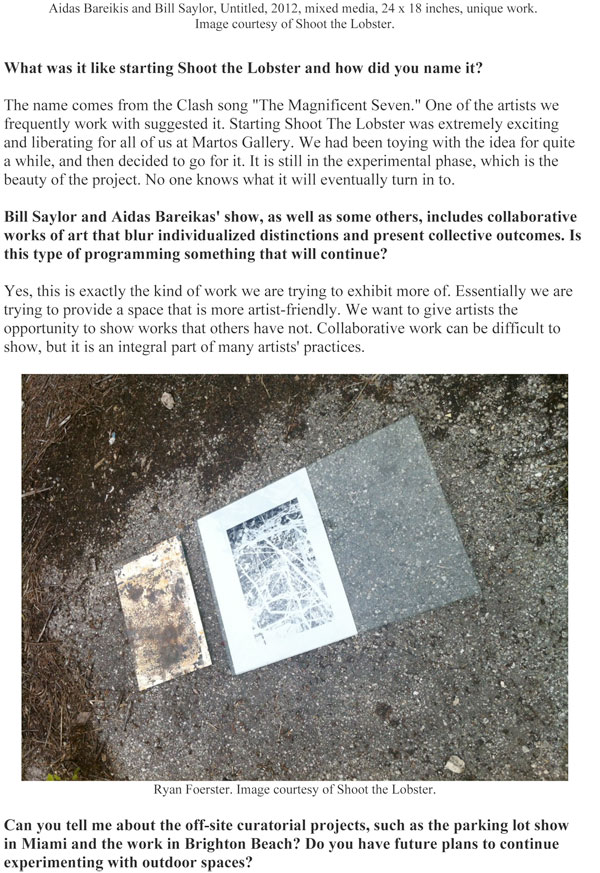 Aidas Bareikis and Bill Saylor, Untitled, 2012, mixed media, 24 x 18 inches, unique work.
Image courtesy of Shoot the Lobster.
What was it like starting Shoot the Lobster and how did you name it?
The name comes from the Clash song "The Magnificent Seven." One of the artists we
frequently work with suggested it. Starting Shoot The Lobster was extremely exciting
and liberating for all of us at Martos Gallery. We had been toying with the idea for quite
a while, and then decided to go for it. It is still in the experimental phase, which is the
beauty of the project. No one knows what it will eventually turn in to.
Bill Saylor and Aidas Bareikas' show, as well as some others, includes collaborative
works of art that blur individualized distinctions and present collective outcomes. Is
this type of programming something that will continue?
Yes, this is exactly the kind of work we are trying to exhibit more of. Essentially we are
trying to provide a space that is more artist-friendly. We want to give artists the
opportunity to show works that others have not. Collaborative work can be difficult to
show, but it is an integral part of many artists' practices.
Ryan Foerster. Image courtesy of Shoot the Lobster.
Can you tell me about the off-site curatorial projects, such as the parking lot show
in Miami and the work in Brighton Beach? Do you have future plans to continue
experimenting with outdoor spaces?